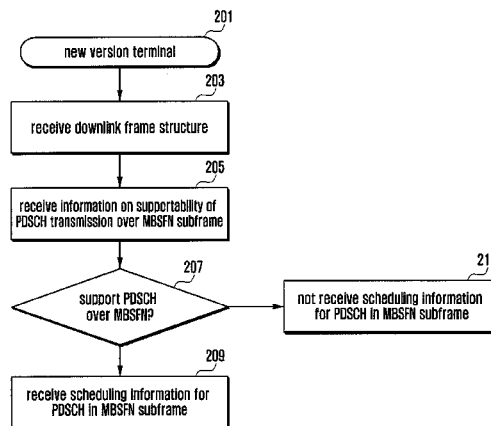 201
new version terminal
203
receive downlink frame structure
205
receive information on supportability of
PDSCH transmission over MBSFN subframe
207
support PDSCH
over MBSFN?
21
not receive scheduling information
for PDSCH in MBSFN subframe
209
receive scheduling information for
PDSCH in MBSFN subframe